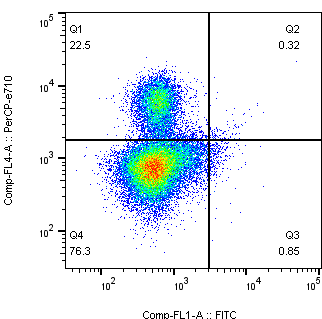 10^5
Q1
22.5
Q2
0.32
10^4
Comp-FL4-A :: PerCP-e710
10^3
10^2
Q4
76.3
Q3
0.85
10^2 10^3 10^4 10^5
Comp-FL1-A :: FITC